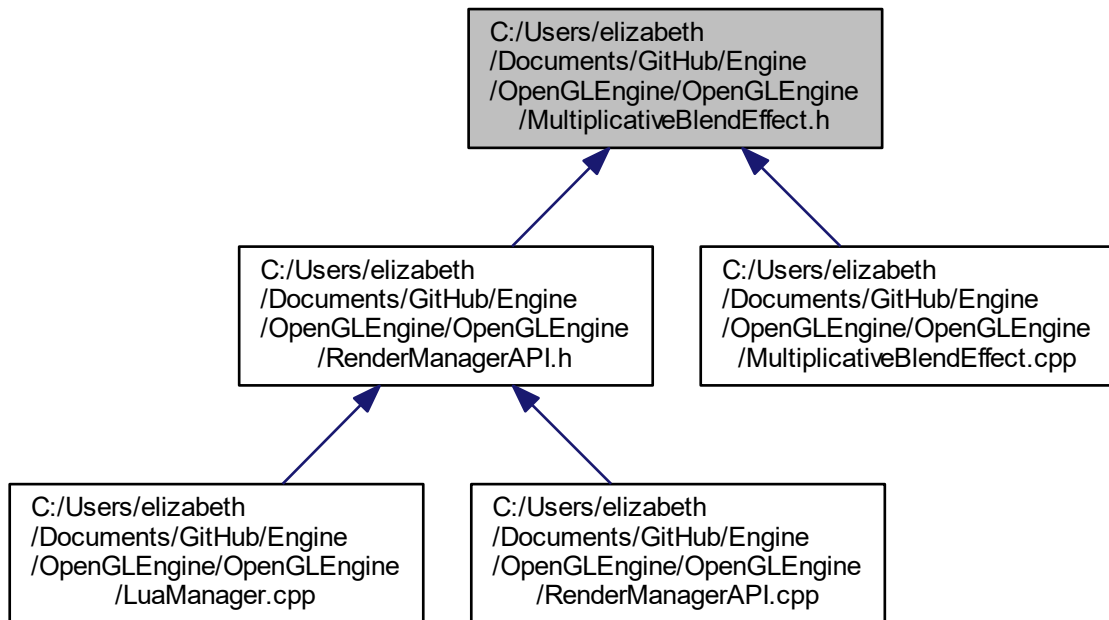 C:/Users/elizabeth
/Documents/GitHub/Engine
/OpenGLEngine/OpenGLEngine
/MultiplicativeBlendEffect.h
C:/Users/elizabeth
/Documents/GitHub/Engine
/OpenGLEngine/OpenGLEngine
/RenderManagerAPI.h
C:/Users/elizabeth
/Documents/GitHub/Engine
/OpenGLEngine/OpenGLEngine
/MultiplicativeBlendEffect.cpp
C:/Users/elizabeth
/Documents/GitHub/Engine
/OpenGLEngine/OpenGLEngine
/LuaManager.cpp
C:/Users/elizabeth
/Documents/GitHub/Engine
/OpenGLEngine/OpenGLEngine
/RenderManagerAPI.cpp